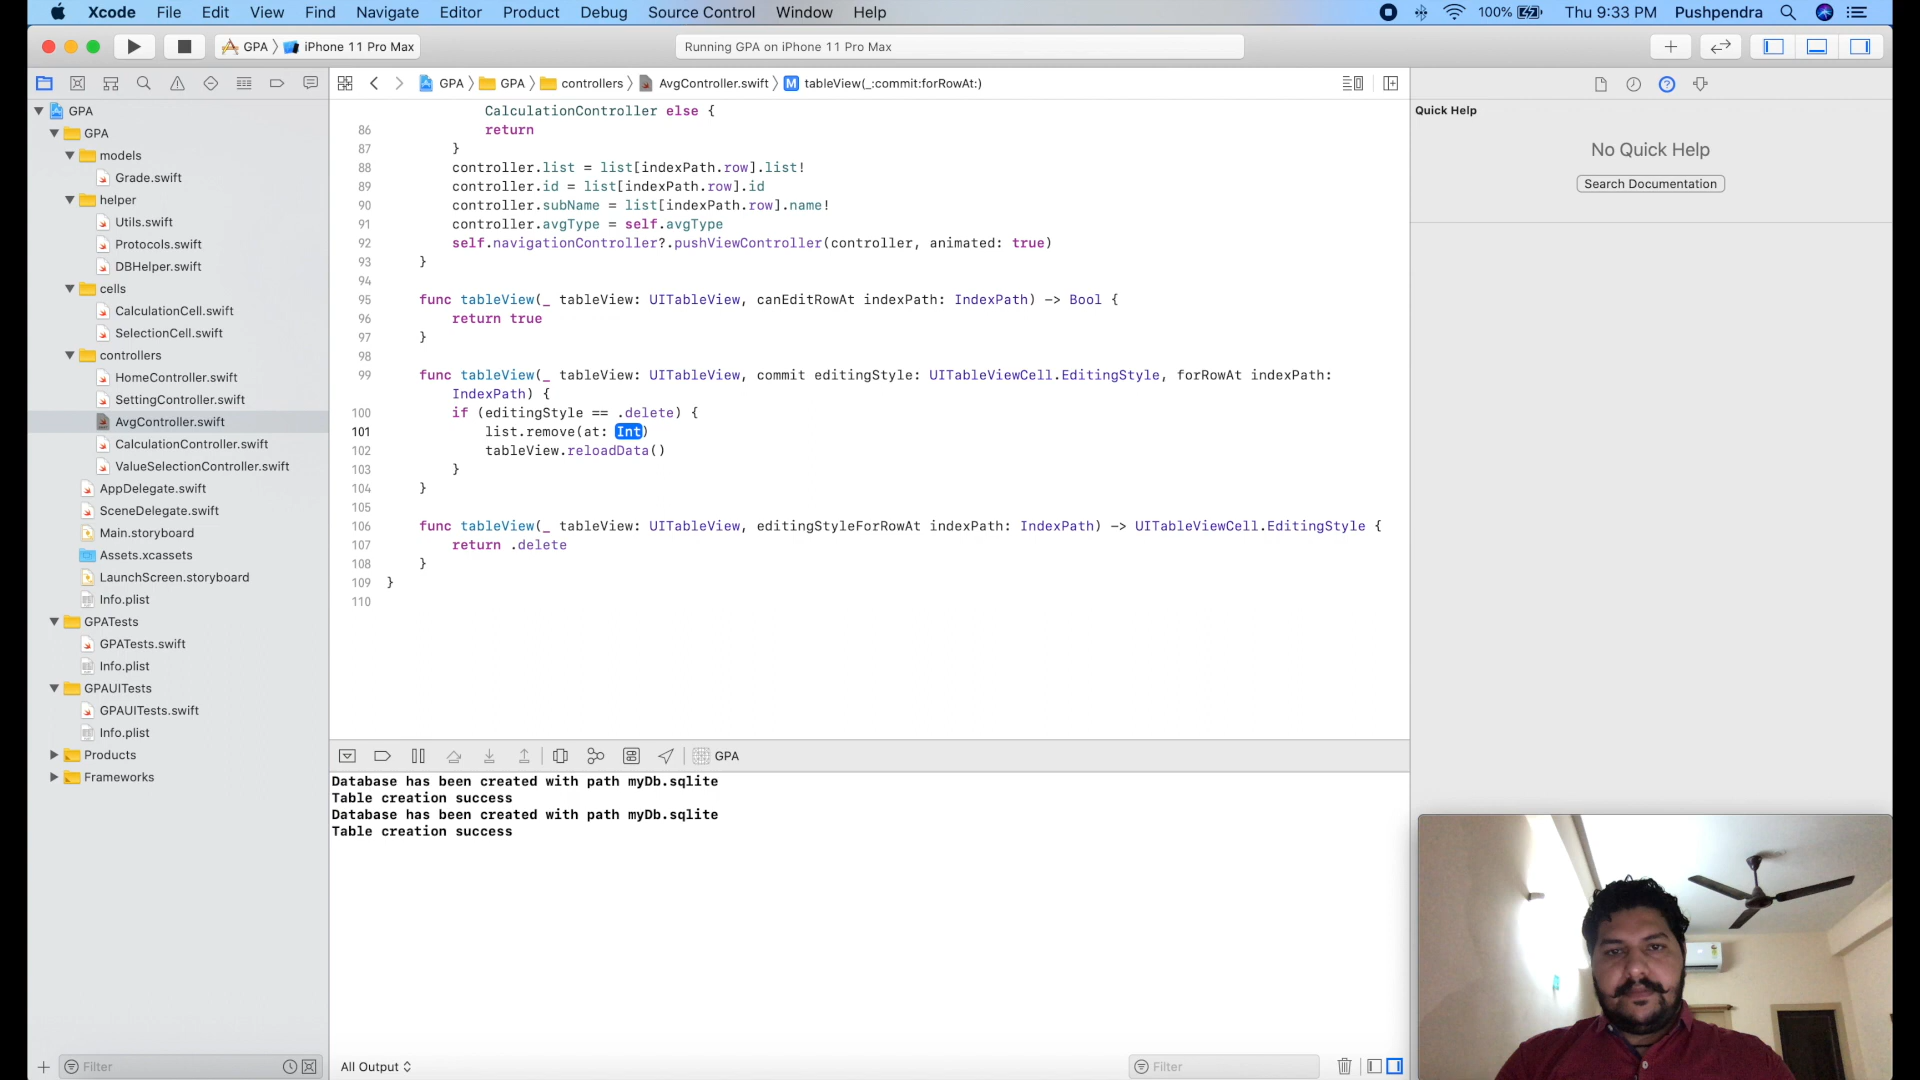 Xcode File Edit View Find Navigate Editor Product Debug Source Control Window Help 100% Thu 9:33 PM Pushpendra
GPA iPhone 11 Pro Max Running GPA on iPhone 11 Pro Max
GPA GPA controllers AvgController.swift M tableView(_:commit:forRowAt:)
GPA
GPA
models
Grade.swift
helper
Utils.swift
Protocols.swift
DBHelper.swift
cells
CalculationCell.swift
SelectionCell.swift
controllers
HomeController.swift
SettingController.swift
AvgController.swift
CalculationController.swift
ValueSelectionController.swift
AppDelegate.swift
SceneDelegate.swift
Main.storyboard
Assets.xcassets
LaunchScreen.storyboard
Info.plist
GPATests
GPATests.swift
Info.plist
GPAUITests
GPAUITests.swift
Info.plist
Products
Frameworks
Filter
CalculationController else {
86 return
87 }
88 controller.list = list[indexPath.row].list!
89 controller.id = list[indexPath.row].id
90 controller.subName = list[indexPath.row].name!
91 controller.avgType = self.avgType
92 self.navigationController?.pushViewController(controller, animated: true)
93 }
94
95 func tableView(_ tableView: UITableView, canEditRowAt indexPath: IndexPath) -> Bool {
96 return true
97 }
98
99 func tableView(_ tableView: UITableView, commit editingStyle: UITableViewCell.EditingStyle, forRowAt indexPath:
IndexPath) {
100 if (editingStyle == .delete) {
101 list.remove(at: Int)
102 tableView.reloadData()
103 }
104 }
105
106 func tableView(_ tableView: UITableView, editingStyleForRowAt indexPath: IndexPath) -> UITableViewCell.EditingStyle {
107 return .delete
108 }
109 }
110
GPA
Database has been created with path myDb.sqlite
Table creation success
Database has been created with path myDb.sqlite
Table creation success
All Output Filter
Quick Help
No Quick Help
Search Documentation